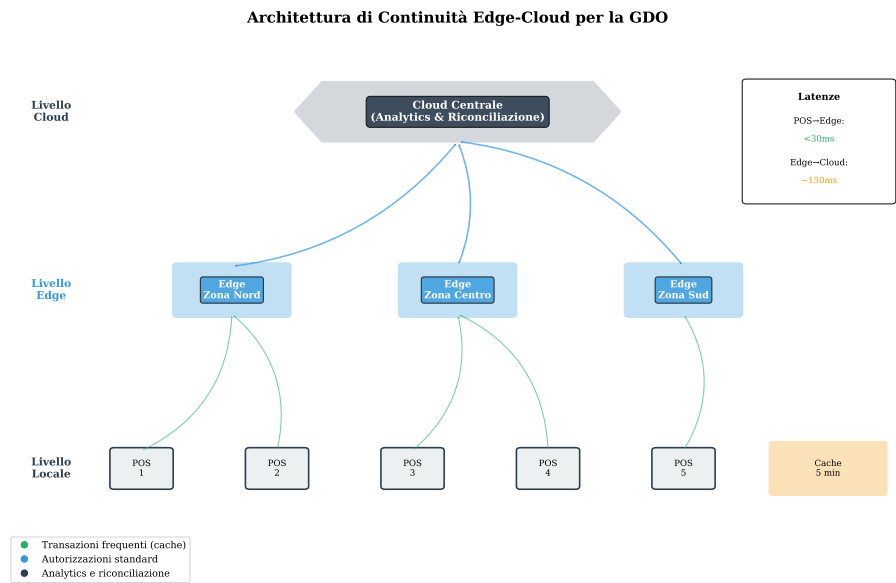 Architettura di Continuità Edge-Cloud per la GDO
Livello
Cloud
Cloud Centrale
(Analytics & Riconciliazione)
Latenze
POS→Edge:
<30ms
Edge→Cloud:
~150ms
Livello
Edge
Edge
Zona Nord
Edge
Zona Centro
Edge
Zona Sud
Livello
Locale
POS
1
POS
2
POS
3
POS
4
POS
5
Cache
5 min
Transazioni frequenti (cache)
Autorizzazioni standard
Analytics e riconciliazione